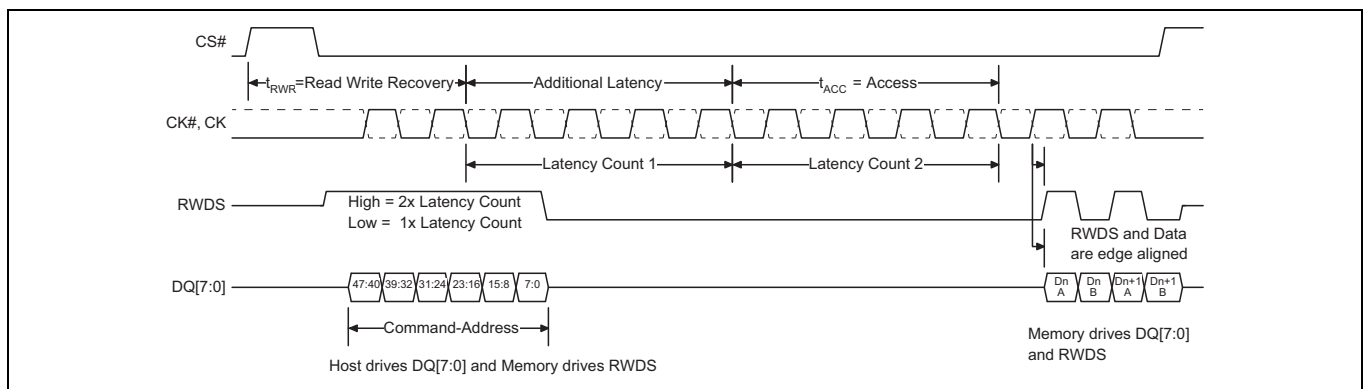 CS#
tRWR=Read Write Recovery
Additional Latency
tACC = Access
CK#, CK
Latency Count 1
Latency Count 2
RWDS
High = 2x Latency Count
Low = 1x Latency Count
RWDS and Data
are edge aligned
DQ[7:0]
47:40 39:32 31:24 23:16 15:8 7:0
Dn A
Dn B
Dn+1 A
Dn+1 B
Command-Address
Host drives DQ[7:0] and Memory drives RWDS
Memory drives DQ[7:0]
and RWDS